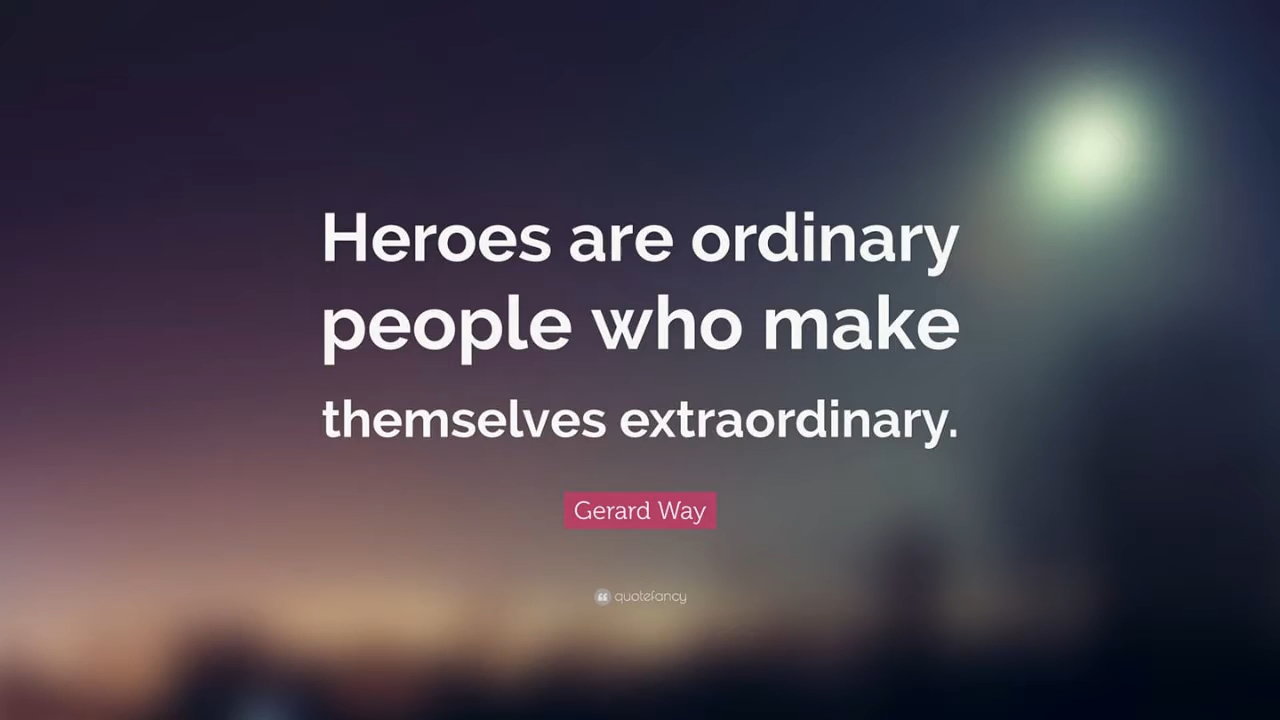 Heroes are ordinary
people who make
themselves extraordinary.
Gerard Way
quotefancy